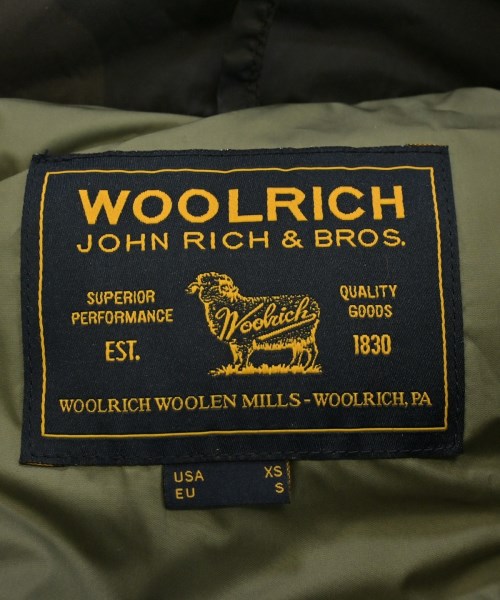 WOOLRICH
JOHN RICH & BROS.
SUPERIOR
PERFORMANCE
EST.
Woolrich
QUALITY
GOODS
1830
WOOLRICH WOOLEN MILLS - WOOLRICH, PA
USA XS
EU S